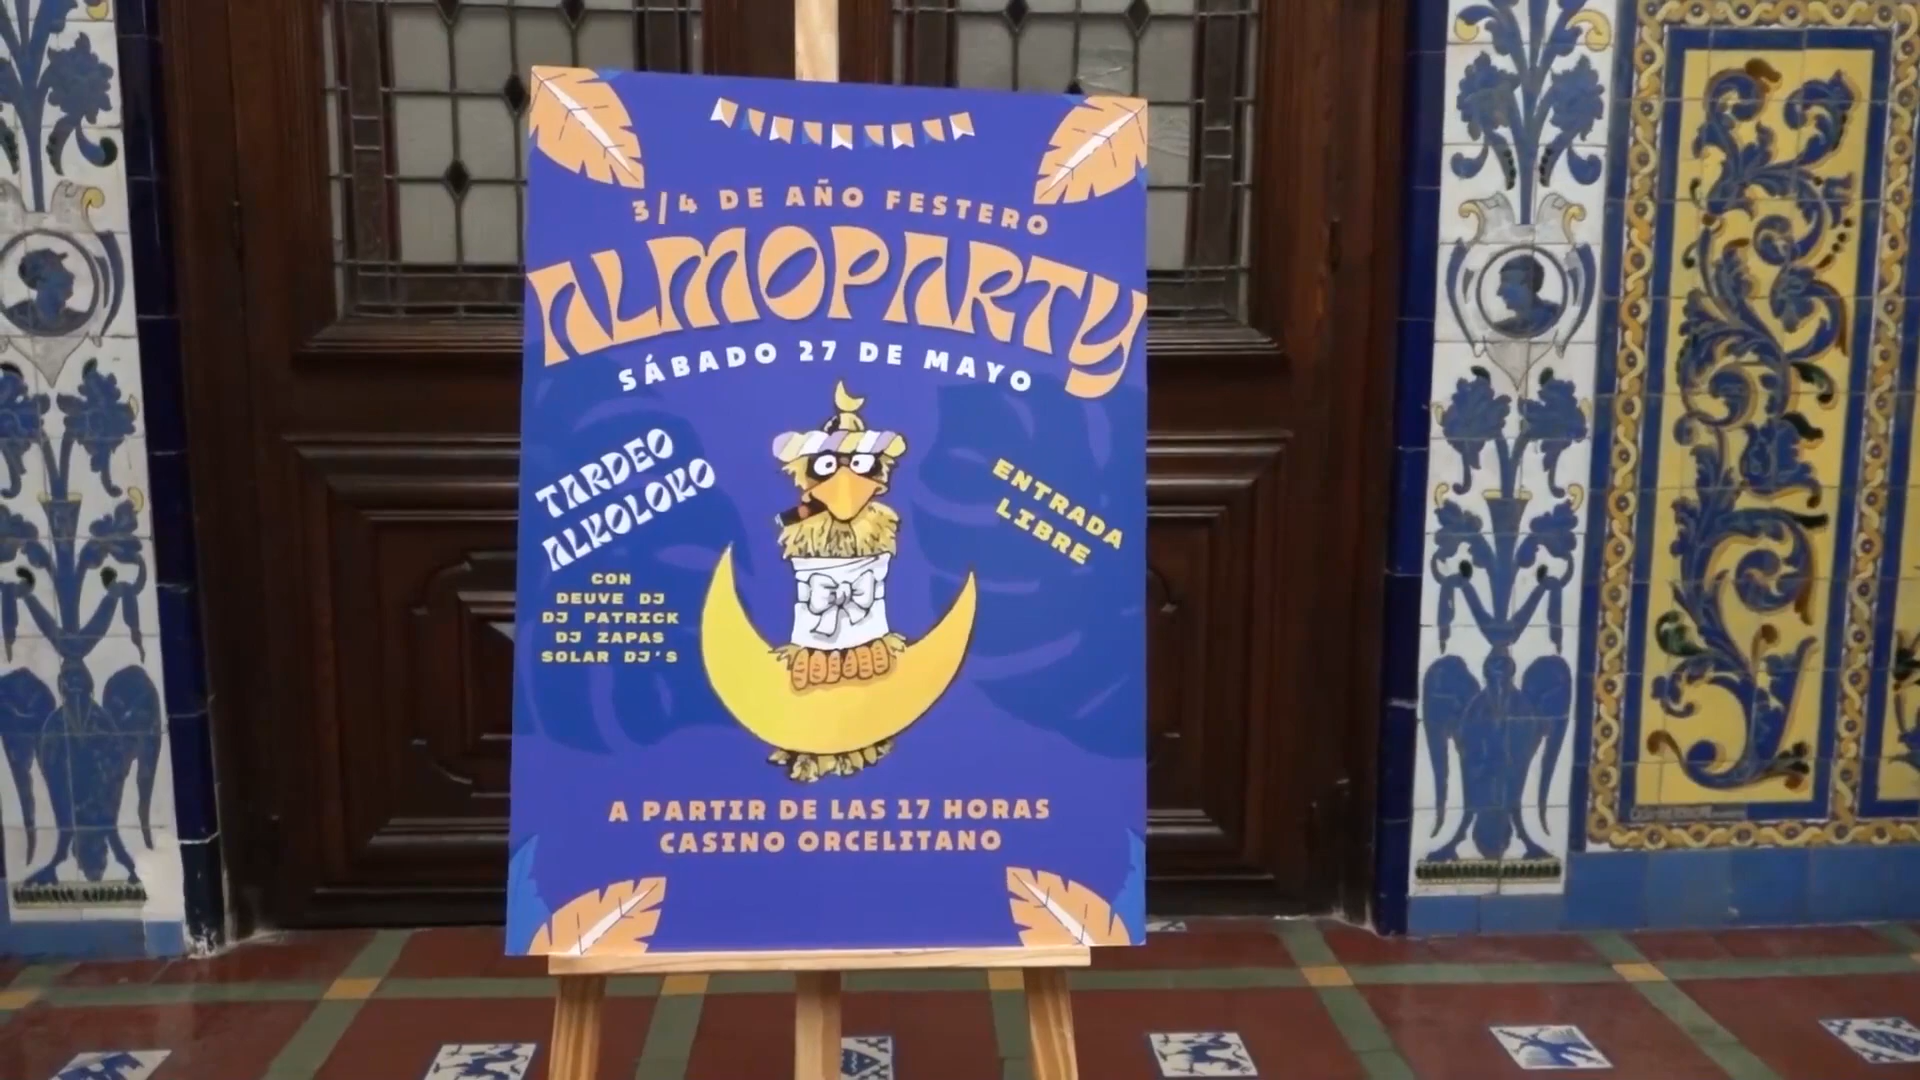 3/4 DE AÑO FESTERO
ALMOPARTY
SÁBADO 27 DE MAYO
TARDEO
ALKOLOKO
CON
DEUVE DJ
DJ PATRICK
DJ ZAPAS
SOLAR DJ'S
ENTRADA
LIBRE
A PARTIR DE LAS 17 HORAS
CASINO ORCELITANO